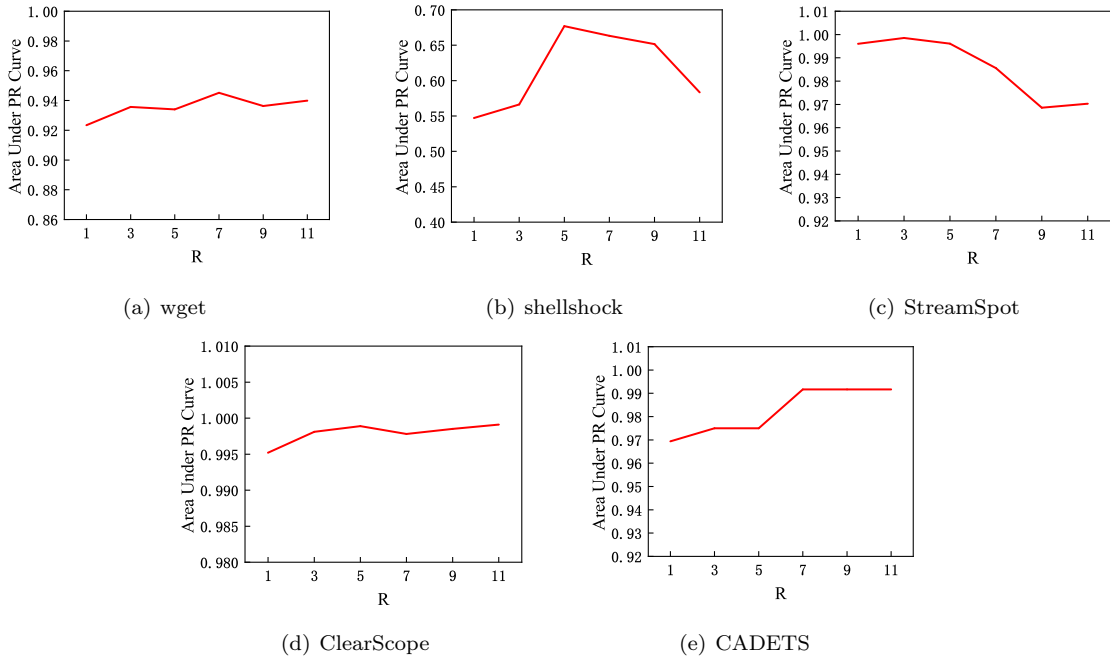 Area Under PR Curve
1.00
0.98
0.96
0.94
0.92
0.90
0.88
0.86
1 3 5 7 9 11
R
(a) wget
Area Under PR Curve
0.70
0.65
0.60
0.55
0.50
0.45
0.40
1 3 5 7 9 11
R
(b) shellshock
Area Under PR Curve
1.01
1.00
0.99
0.98
0.97
0.96
0.95
0.94
0.93
0.92
1 3 5 7 9 11
R
(c) StreamSpot
Area Under PR Curve
1.010
1.005
1.000
0.995
0.990
0.985
0.980
1 3 5 7 9 11
R
(d) ClearScope
Area Under PR Curve
1.01
1.00
0.99
0.98
0.97
0.96
0.95
0.94
0.93
0.92
1 3 5 7 9 11
R
(e) CADETS